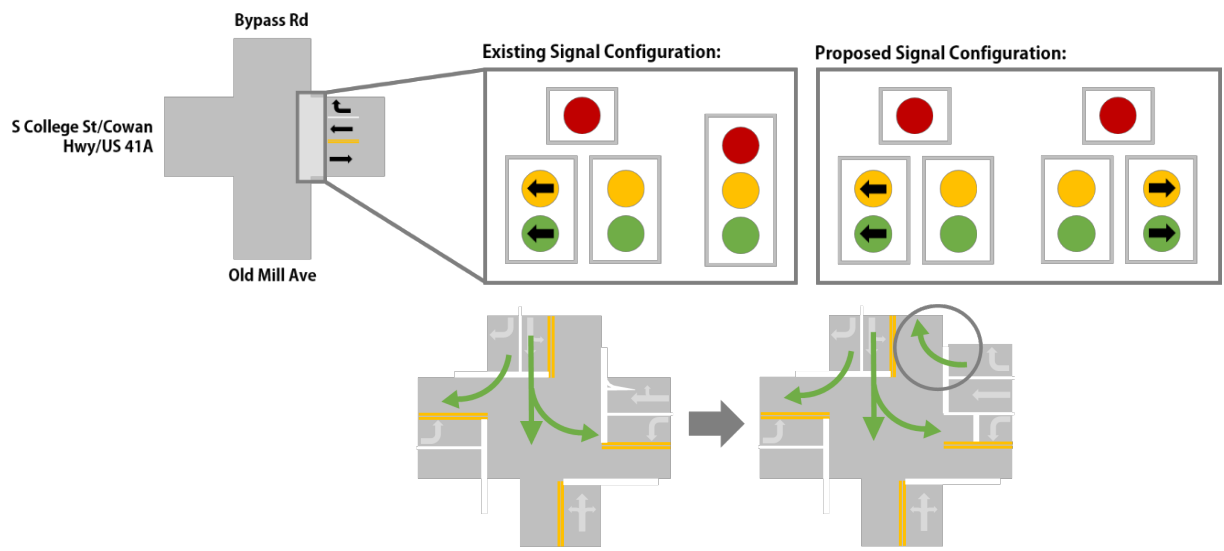 Bypass Rd
Existing Signal Configuration:
Proposed Signal Configuration:
S College St/Cowan
Hwy/US 41A
Old Mill Ave